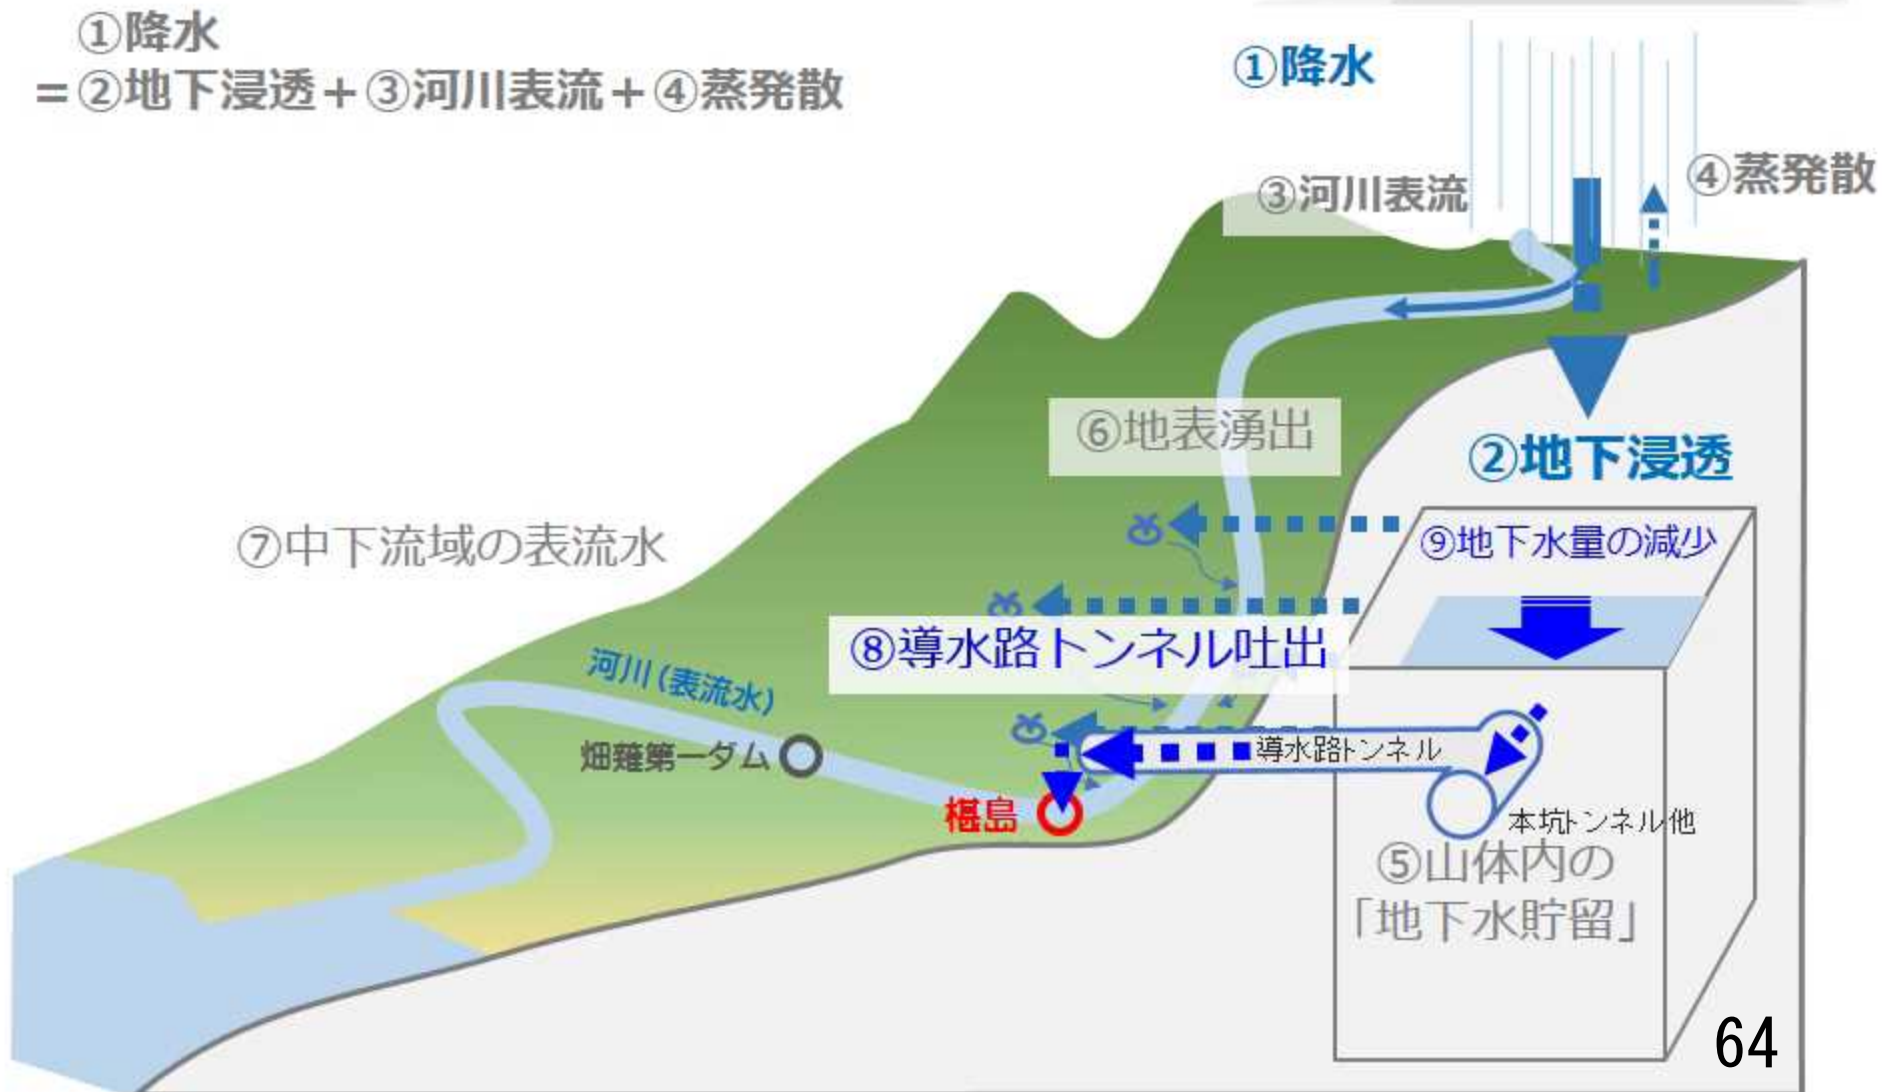 ①降水
=②地下浸透+③河川表流+④蒸発散
①降水
④蒸発散
③河川表流
⑥地表湧出
②地下浸透
⑨地下水量の減少
⑦中下流域の表流水
⑧導水路トンネル吐出
河川(表流水)
畑薙第一ダム
導水路トンネル
椹島
本坑トンネル他
⑤山体内の
「地下水貯留」
64